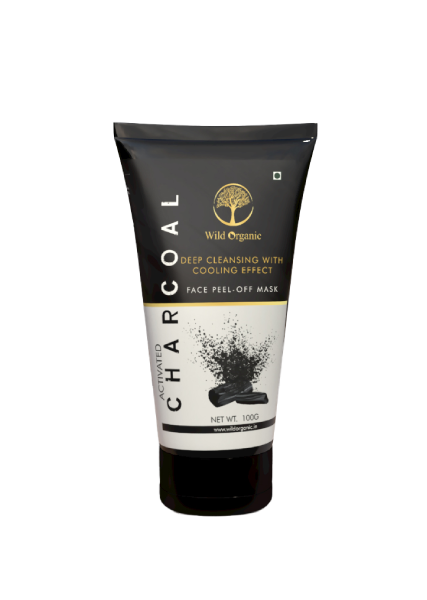 Wild Organic
DEEP CLEANSING WITH
COOLING EFFECT
FACE PEEL-OFF MASK
ACTIVATED
CHARCOAL
NET WT. 100G
www.wildorganic.in